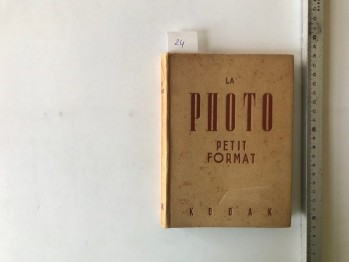 24
LA
PHOTO
PETIT
FORMAT
KODAK